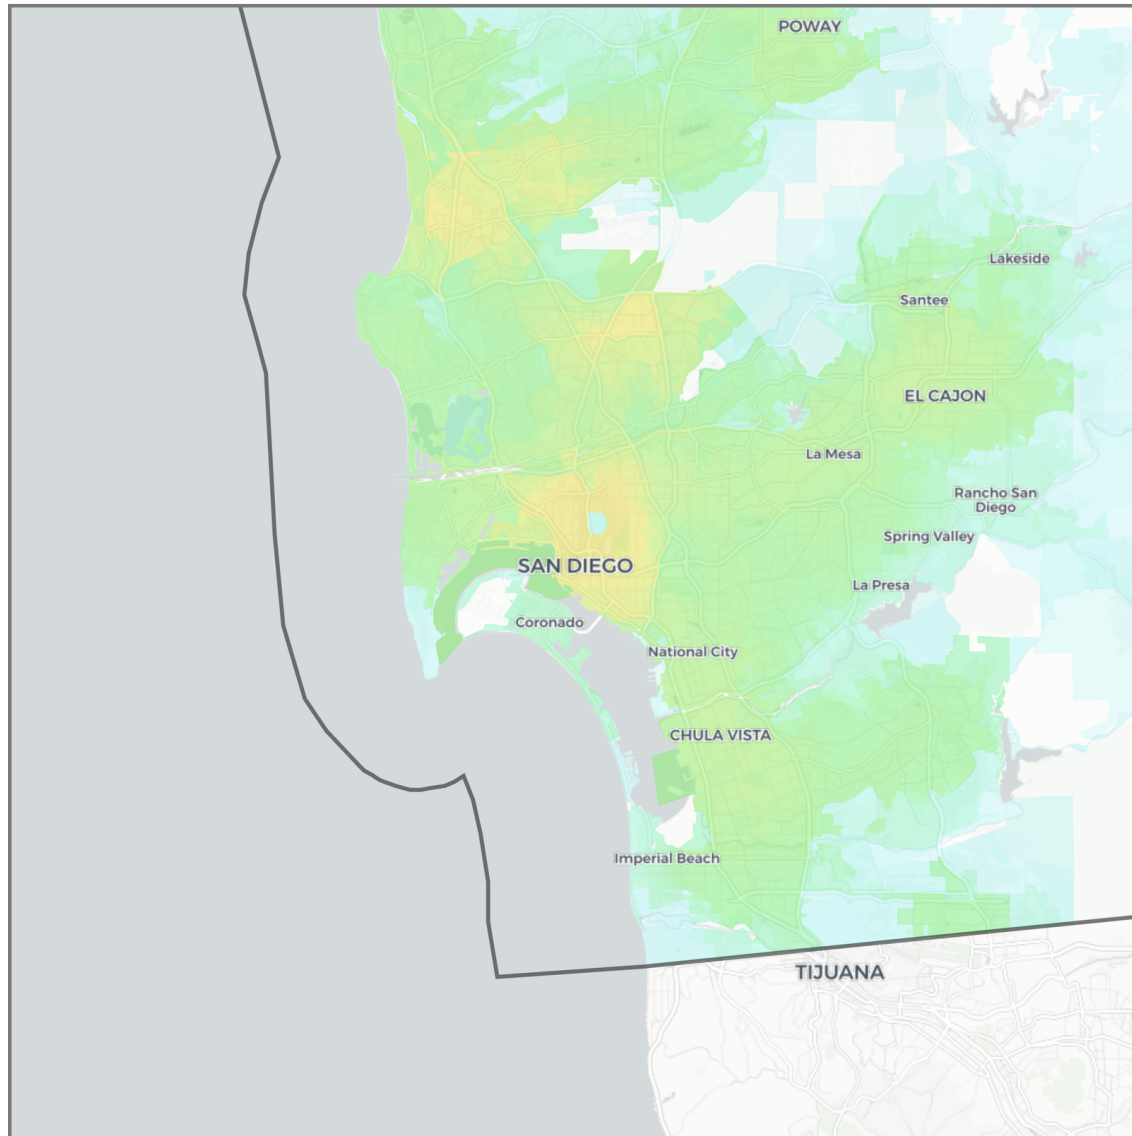 POWAY
Lakeside
Santee
EL CAJON
La Mesa
Rancho San
Diego
Spring Valley
SAN DIEGO
La Presa
Coronado
National City
CHULA VISTA
Imperial Beach
TIJUANA